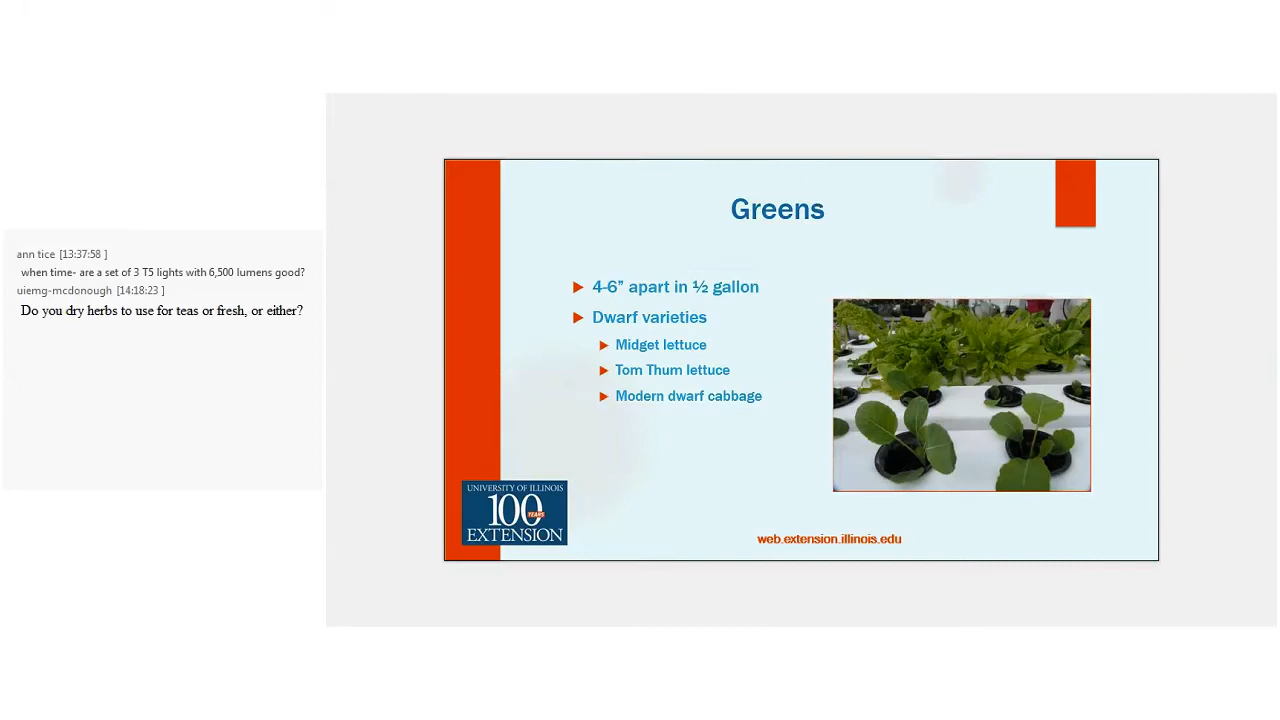 ann tice [13:37:58 ]
when time- are a set of 3 T5 lights with 6,500 lumens good?
uiemg-mcdonough [14:18:23 ]
Do you dry herbs to use for teas or fresh, or either?
Greens
4-6” apart in ½ gallon
Dwarf varieties
Midget lettuce
Tom Thum lettuce
Modern dwarf cabbage
UNIVERSITY OF ILLINOIS
100 YEARS
EXTENSION
web.extension.illinois.edu